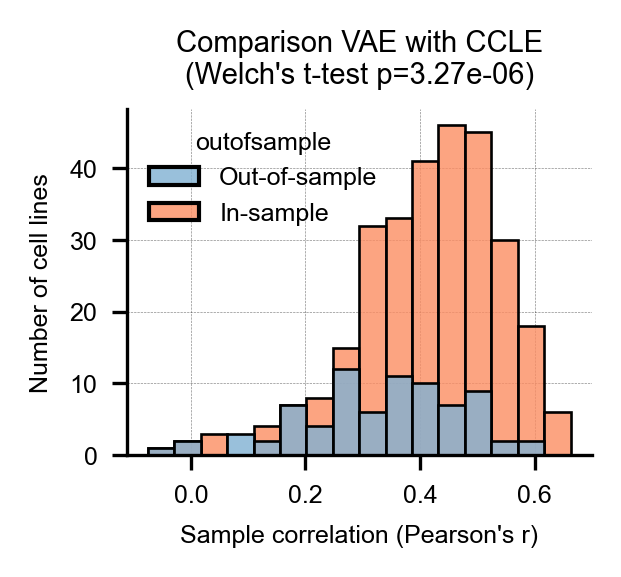 Comparison VAE with CCLE
(Welch's t-test p=3.27e-06)
outofsample
Out-of-sample
In-sample
Number of cell lines
40
30
20
10
0
0.0 0.2 0.4 0.6
Sample correlation (Pearson's r)